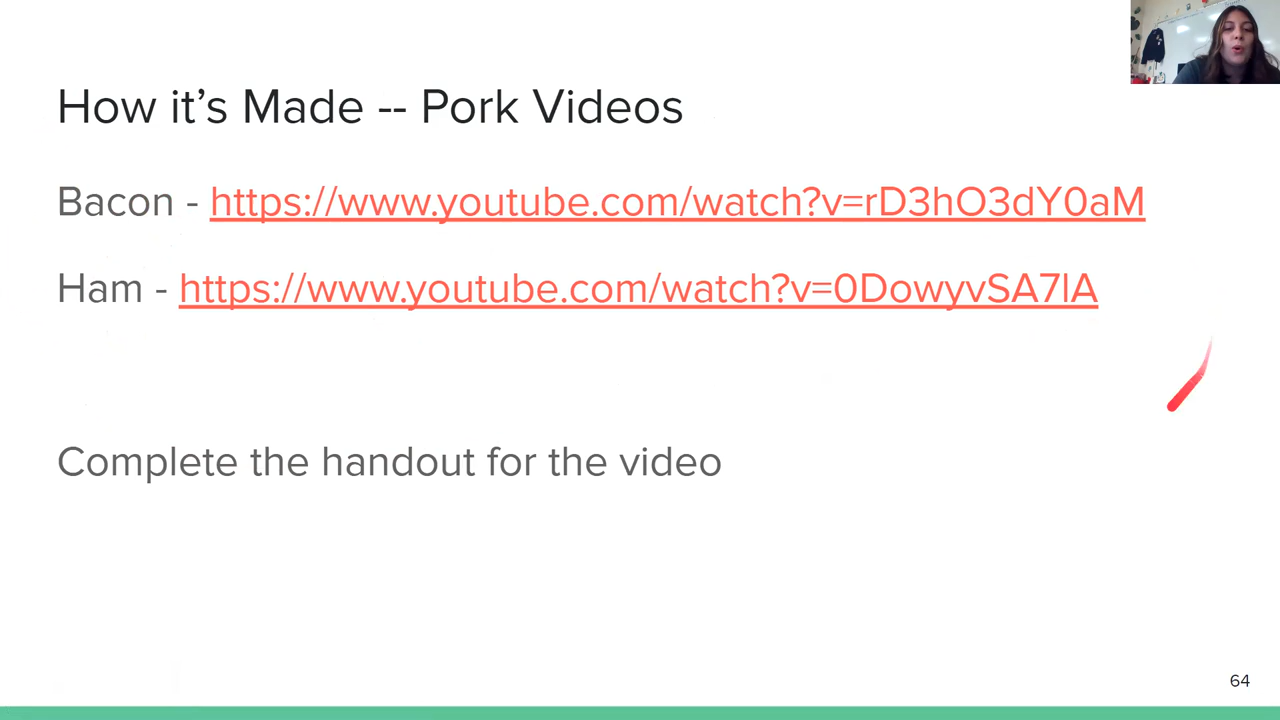 How it's Made -- Pork Videos
Bacon - https://www.youtube.com/watch?v=rD3hO3dY0aM
Ham - https://www.youtube.com/watch?v=0DowyvSA7lA
Complete the handout for the video
64